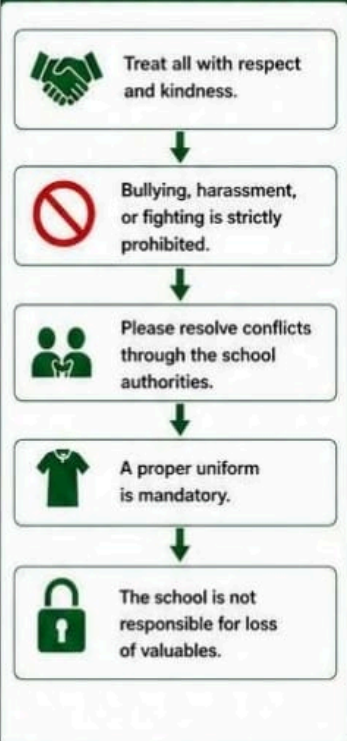 Treat all with respect
and kindness.
Bullying, harassment,
or fighting is strictly
prohibited.
Please resolve conflicts
through the school
authorities.
A proper uniform
is mandatory.
The school is not
responsible for loss
of valuables.